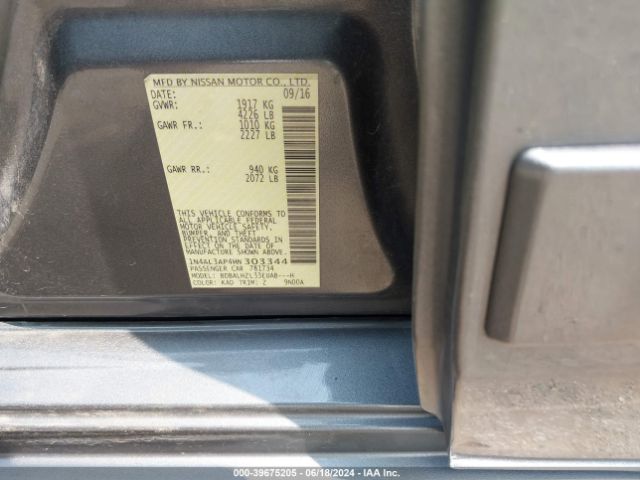 MFD BY NISSAN MOTOR CO., LTD.
DATE: 09/16
GVWR: 1917 KG
4226 LB
GAWR FR.: 1010 KG
2227 LB
GAWR RR.: 940 KG
2072 LB
THIS VEHICLE CONFORMS TO
ALL APPLICABLE FEDERAL
MOTOR VEHICLE SAFETY,
BUMPER, AND THEFT
PREVENTION STANDARDS
IN EFFECT ON THE DATE OF
MANUFACTURE SHOWN ABOVE.
1N4AL3AP4HN303344
PASSENGER CAR 781734
MODEL: ---H
COLOR: KAD TRIM: Z 9N00A
000-39675205 - 06/18/2024 - IAA Inc.